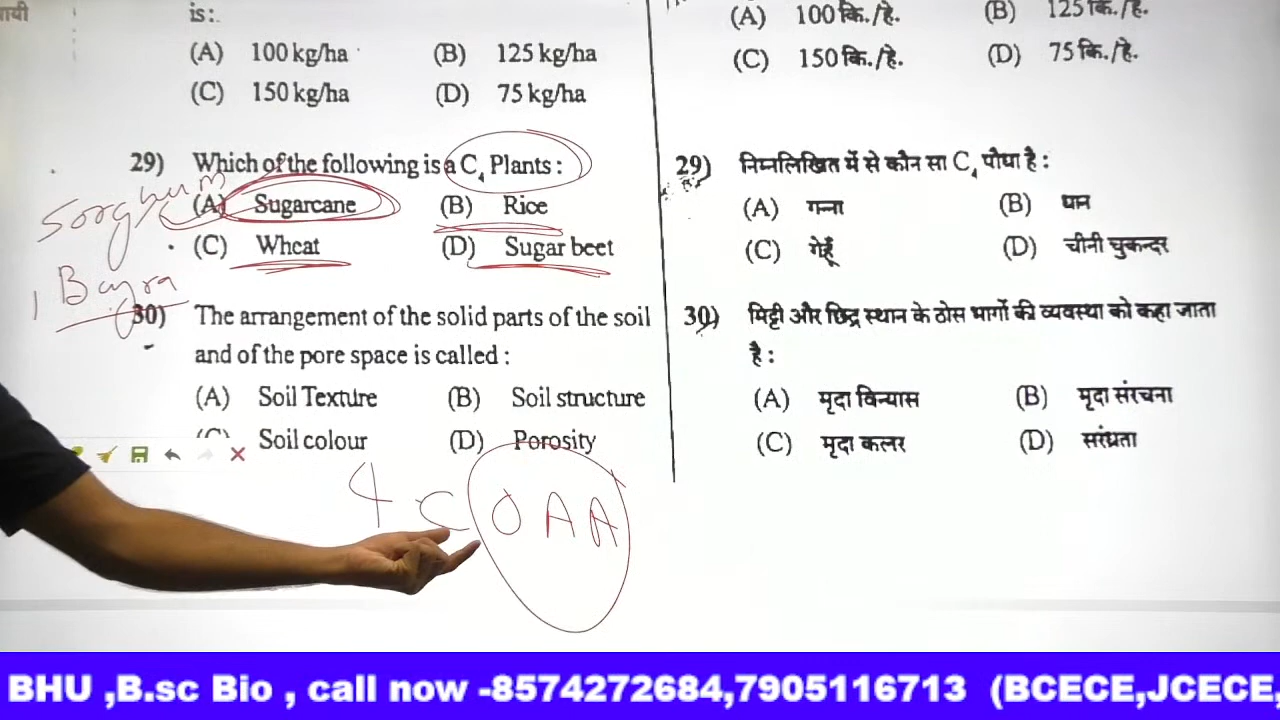 यायी
is:
(A) 100 kg/ha (B) 125 kg/ha
(C) 150 kg/ha (D) 75 kg/ha
29) Which of the following is a C4 Plants :
(A) Sugarcane (B) Rice
(C) Wheat (D) Sugar beet
30) The arrangement of the solid parts of the soil
and of the pore space is called :
(A) Soil Texture (B) Soil structure
(C) Soil colour (D) Porosity
Sorghum
Bajra
4 C OAA
(A) 100 कि./हे. (B) 125 कि./हे.
(C) 150 कि./हे. (D) 75 कि./हे.
29) निम्नलिखित में से कौन सा C4 पौधा है :
(A) गन्ना (B) धान
(C) गेहूँ (D) चीनी चुकन्दर
30) मिट्टी और छिद्र स्थान के ठोस भागों की व्यवस्था को कहा जाता
है :
(A) मृदा विन्यास (B) मृदा संरचना
(C) मृदा कलर (D) सरंध्रता
BHU ,B.sc Bio , call now -8574272684,7905116713 (BCECE,JCECE,